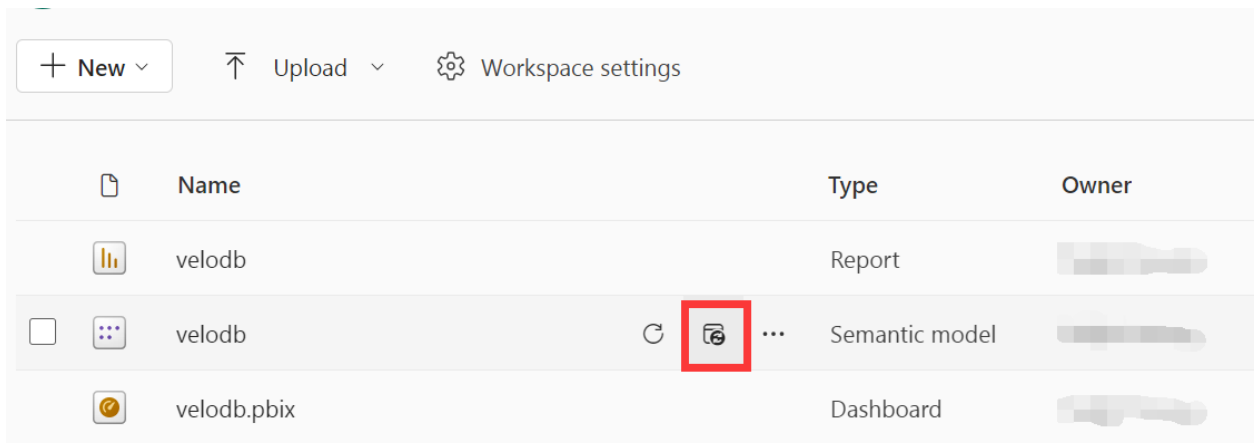 New Upload Workspace settings
Name Type Owner
velodb Report
velodb Semantic model
velodb.pbix Dashboard